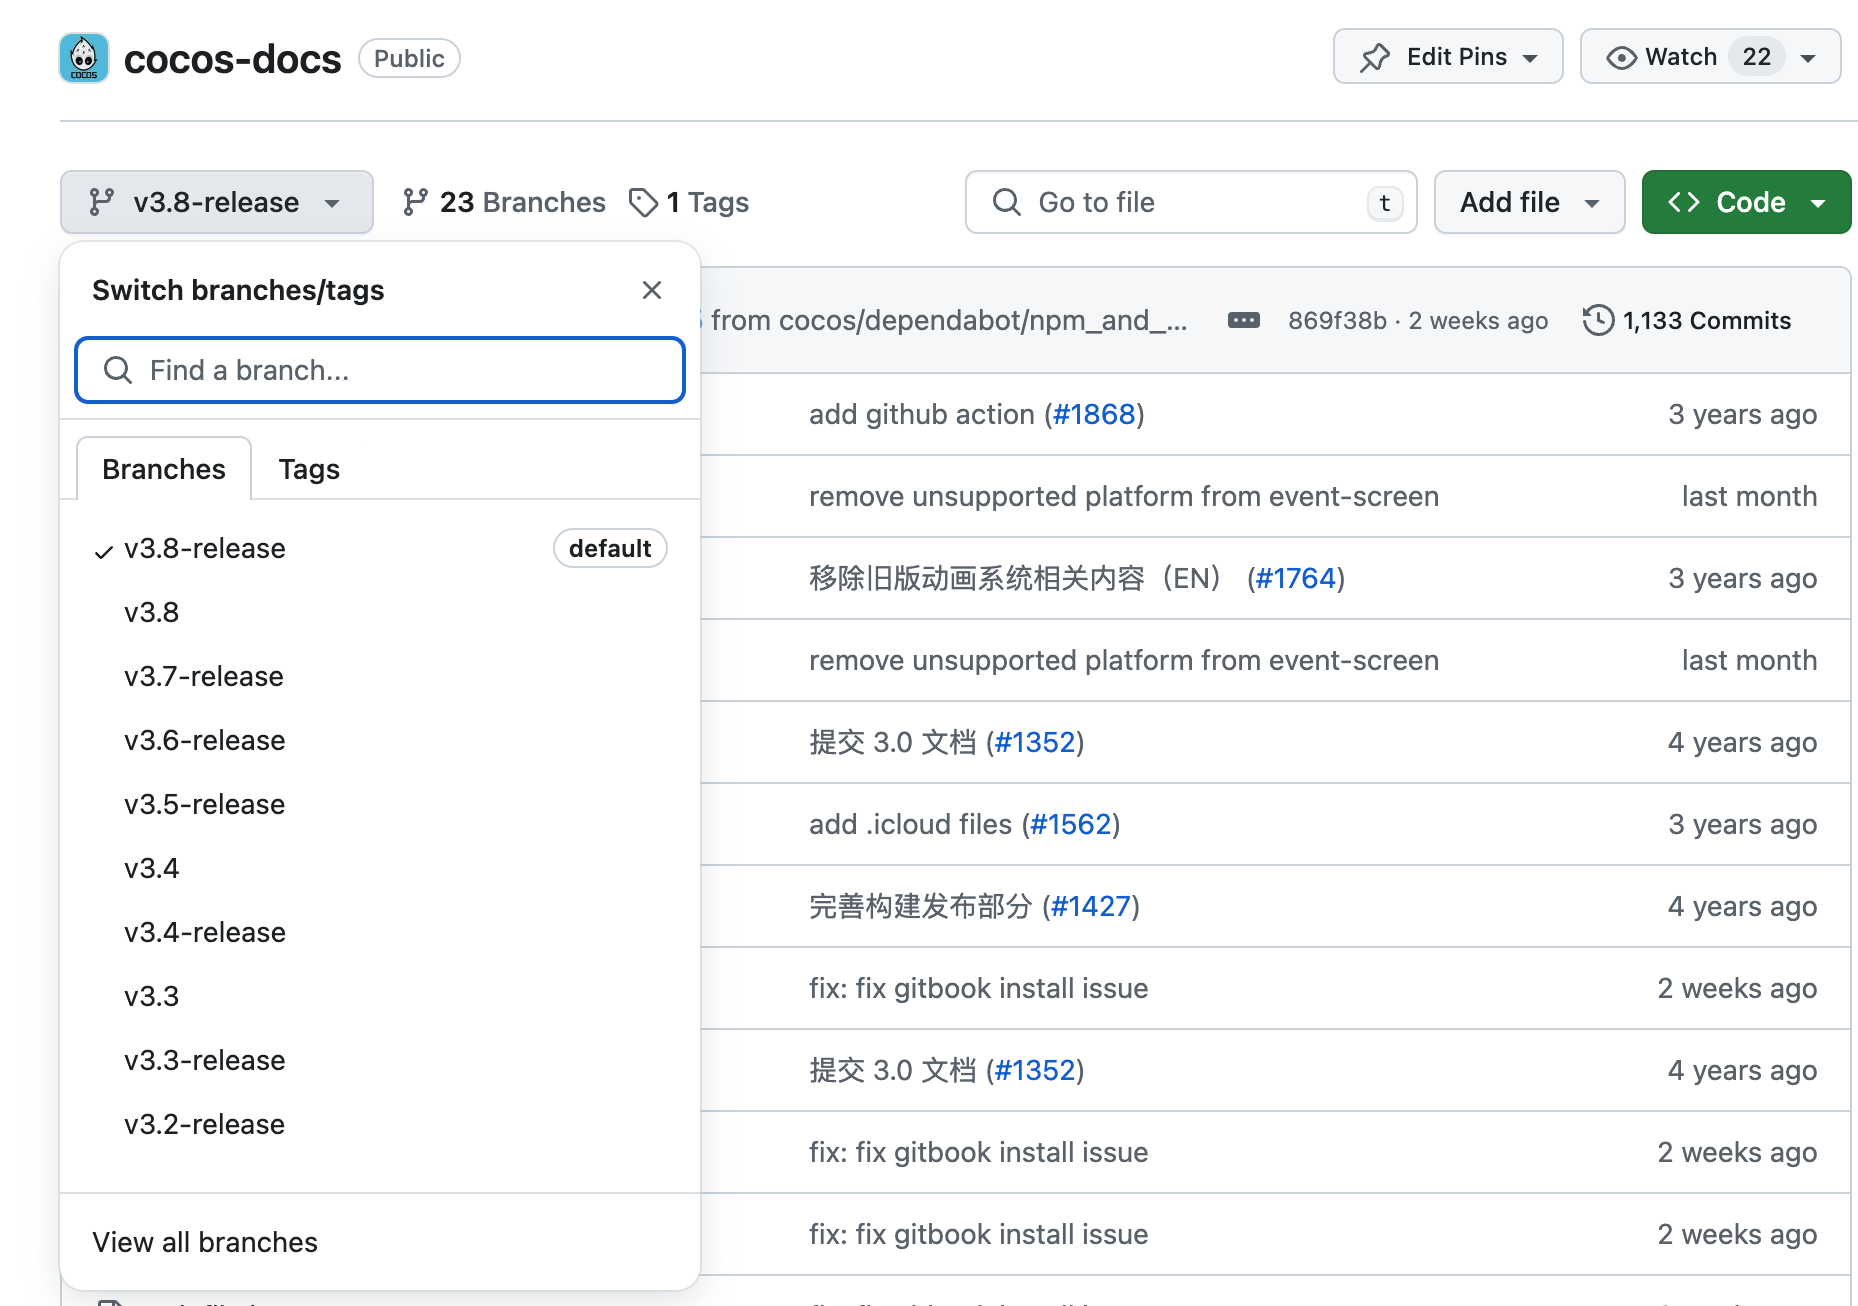 COCOS
cocos-docs
Public
Edit Pins
Watch 22
v3.8-release
23 Branches
1 Tags
Go to file
t
Add file
Code
Switch branches/tags
Find a branch...
Branches
Tags
v3.8-release
default
v3.8
v3.7-release
v3.6-release
v3.5-release
v3.4
v3.4-release
v3.3
v3.3-release
v3.2-release
View all branches
from cocos/dependabot/npm_and_...
869f38b · 2 weeks ago
1,133 Commits
add github action (#1868)
3 years ago
remove unsupported platform from event-screen
last month
移除旧版动画系统相关内容（EN） (#1764)
3 years ago
remove unsupported platform from event-screen
last month
提交 3.0 文档 (#1352)
4 years ago
add .icloud files (#1562)
3 years ago
完善构建发布部分 (#1427)
4 years ago
fix: fix gitbook install issue
2 weeks ago
提交 3.0 文档 (#1352)
4 years ago
fix: fix gitbook install issue
2 weeks ago
fix: fix gitbook install issue
2 weeks ago